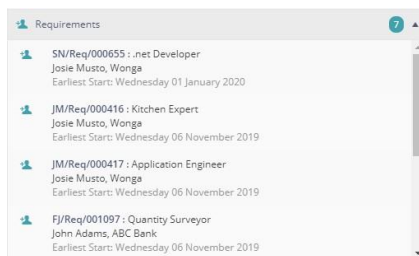 Requirements 7
SN/Req/000655 : .net Developer
Josie Musto, Wonga
Earliest Start: Wednesday 01 January 2020
JM/Req/000416 : Kitchen Expert
Josie Musto, Wonga
Earliest Start: Wednesday 06 November 2019
JM/Req/000417 : Application Engineer
Josie Musto, Wonga
Earliest Start: Wednesday 06 November 2019
FJ/Req/001097 : Quantity Surveyor
John Adams, ABC Bank
Earliest Start: Wednesday 06 November 2019